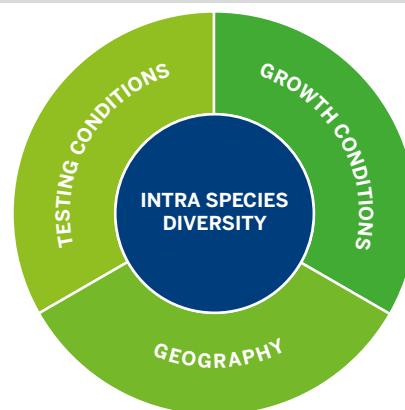 TESTING CONDITIONS
GROWTH CONDITIONS
INTRA SPECIES
DIVERSITY
GEOGRAPHY